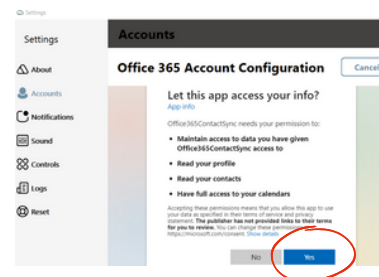 Settings
Settings
Accounts
About
Office 365 Account Configuration
Cancel
Accounts
Let this app access your info?
App info
Notifications
Office365ContactSync needs your permission to:
Sound
• Maintain access to data you have given
Office365ContactSync access to
Controls
• Read your profile
• Read your contacts
Logs
• Have full access to your calendars
Reset
Accepting these permissions means that you allow this app to use
your data as specified in their terms of service and privacy
statement. The publisher has not provided links to their terms
for you to review. You can change these permissions
https://microsoft.com/consent. Show details
No
Yes